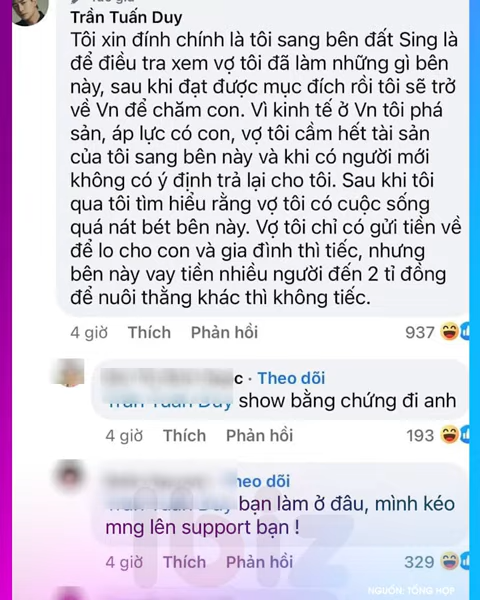 Trần Tuấn Duy
Tôi xin đính chính là tôi sang bên đất Sing là
để điều tra xem vợ tôi đã làm những gì bên
này, sau khi đạt được mục đích rồi tôi sẽ trở
về Vn để chăm con. Vì kinh tế ở Vn tôi phá
sản, áp lực có con, vợ tôi cầm hết tài sản
của tôi sang bên này và khi có người mới
không có ý định trả lại cho tôi. Sau khi tôi
qua tôi tìm hiểu rằng vợ tôi có cuộc sống
quá nát bét bên này. Vợ tôi chỉ có gửi tiền về
để lo cho con và gia đình thì tiếc, nhưng
bên này vay tiền nhiều người đến 2 tỉ đồng
để nuôi thằng khác thì không tiếc.
4 giờ Thích Phản hồi 937
c · Theo dõi
Trần Tuấn Duy show bằng chứng đi anh
4 giờ Thích Phản hồi 193
heo dõi
Trần Tuấn Duy bạn làm ở đâu, mình kéo
mng lên support bạn !
4 giờ Thích Phản hồi 329
NGUỒN: TỔNG HỢP